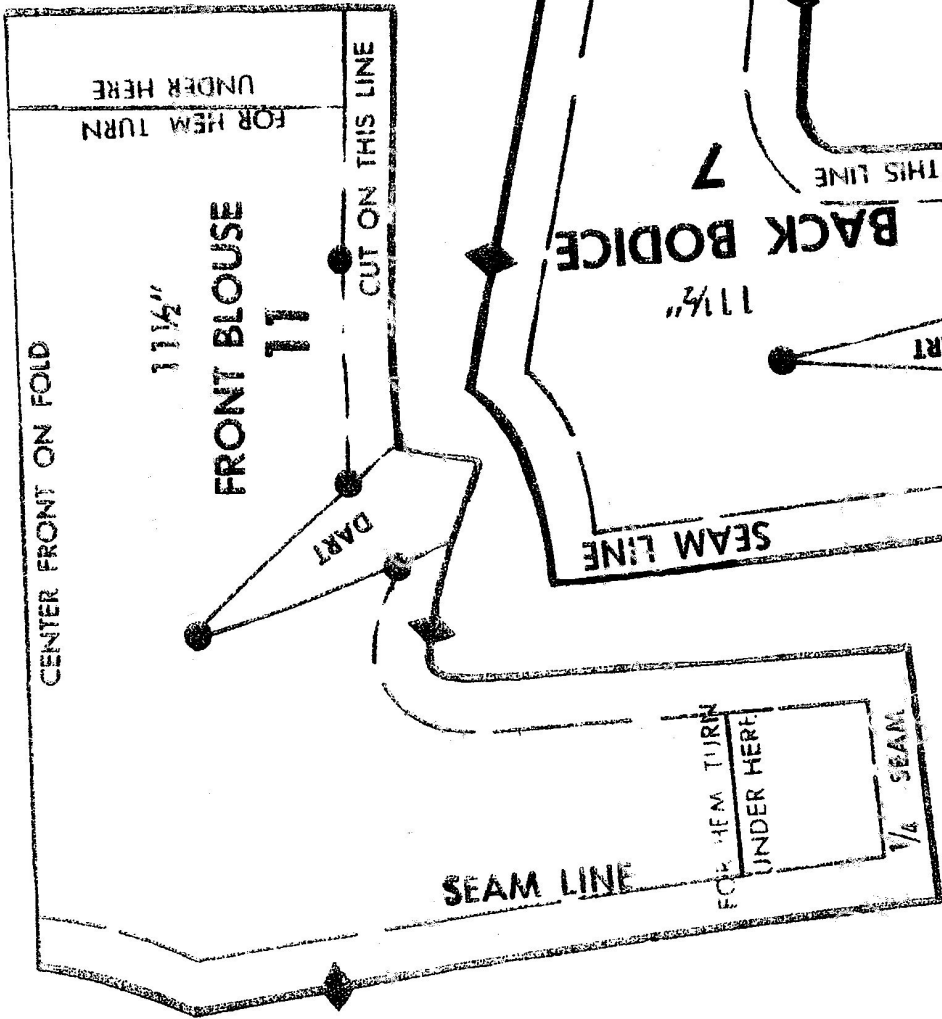 CENTER FRONT ON FOLD
11½"
FRONT BLOUSE
11
CUT ON THIS LINE
FOR HEM TURN
UNDER HERE
DART
SEAM LINE
FOR HEM TURN
UNDER HERE
1/4 SEAM
BACK BODICE
7
11½"
THIS LINE
SEAM LINE